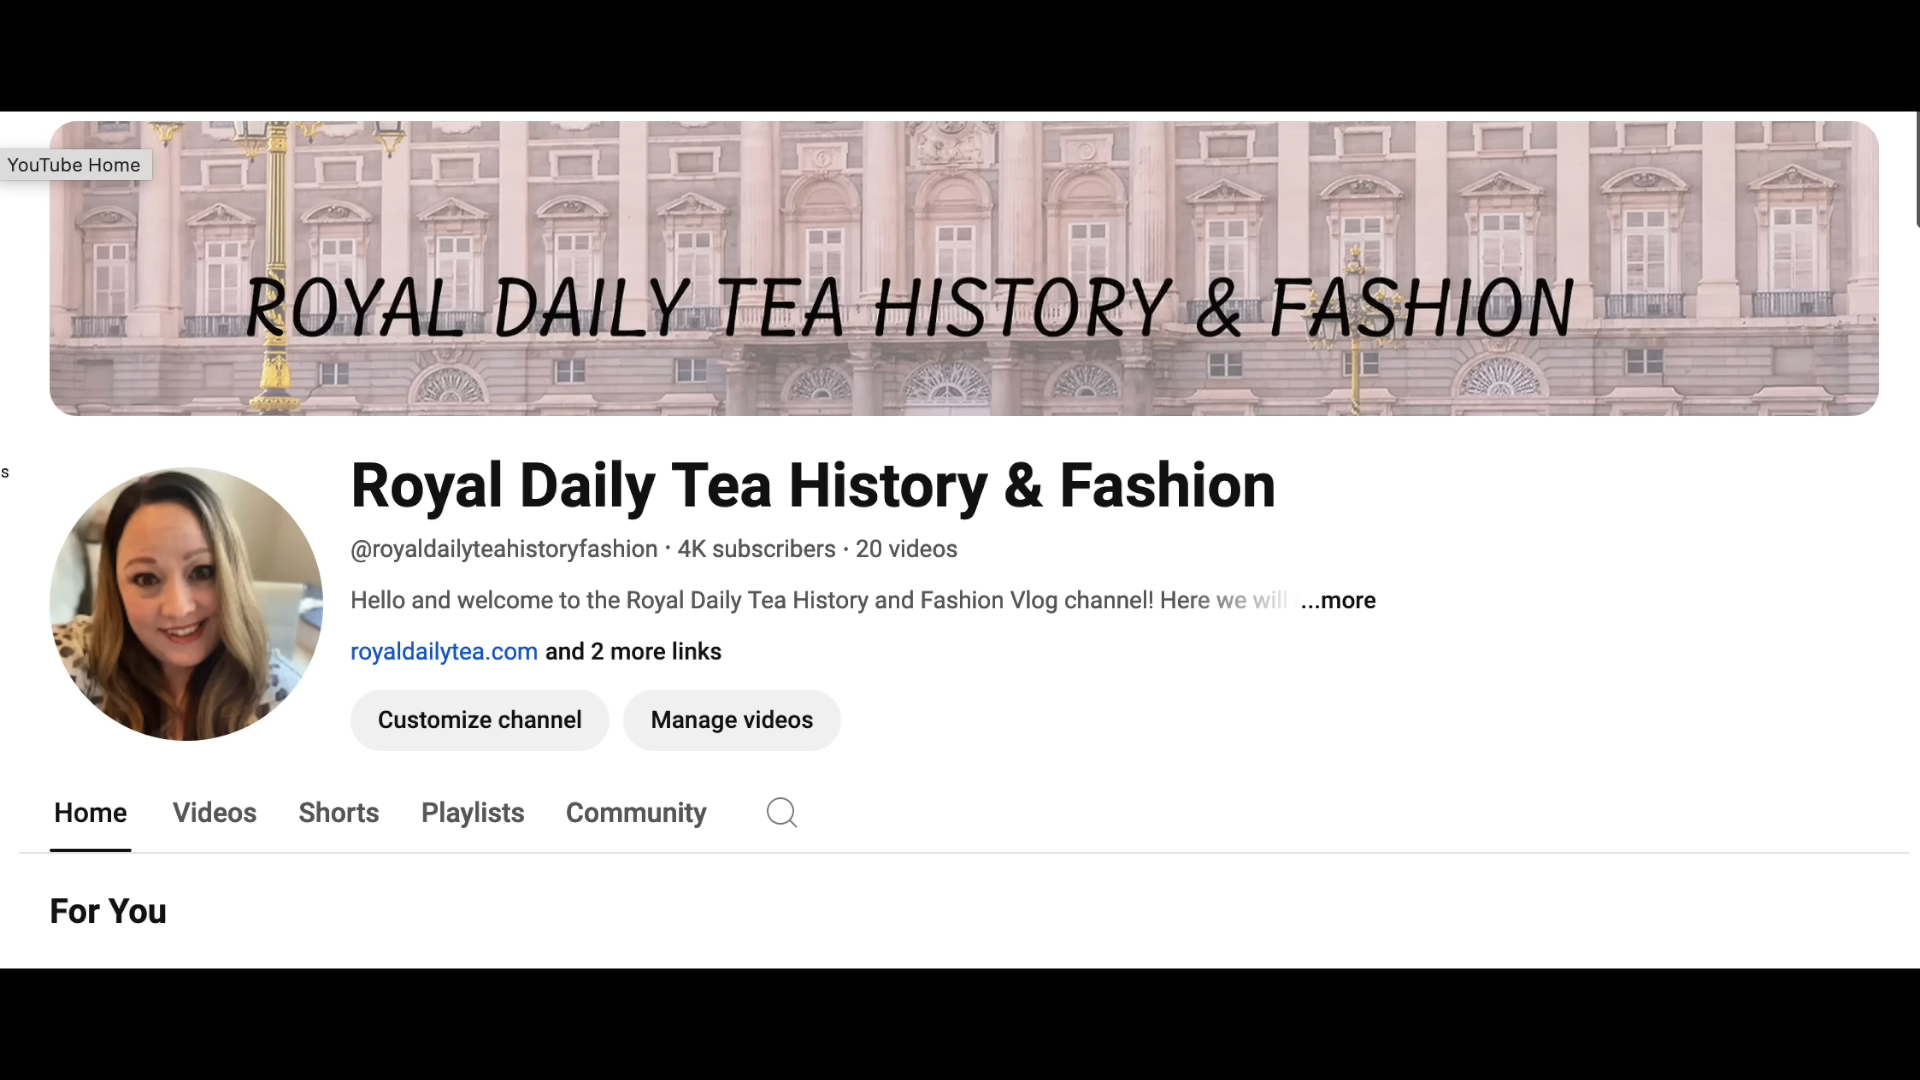 YouTube Home
ROYAL DAILY TEA HISTORY & FASHION
s
Royal Daily Tea History & Fashion
@royaldailyteahistoryfashion · 4K subscribers · 20 videos
Hello and welcome to the Royal Daily Tea History and Fashion Vlog channel! Here we will ...more
royaldailytea.com and 2 more links
Customize channel Manage videos
Home Videos Shorts Playlists Community
For You